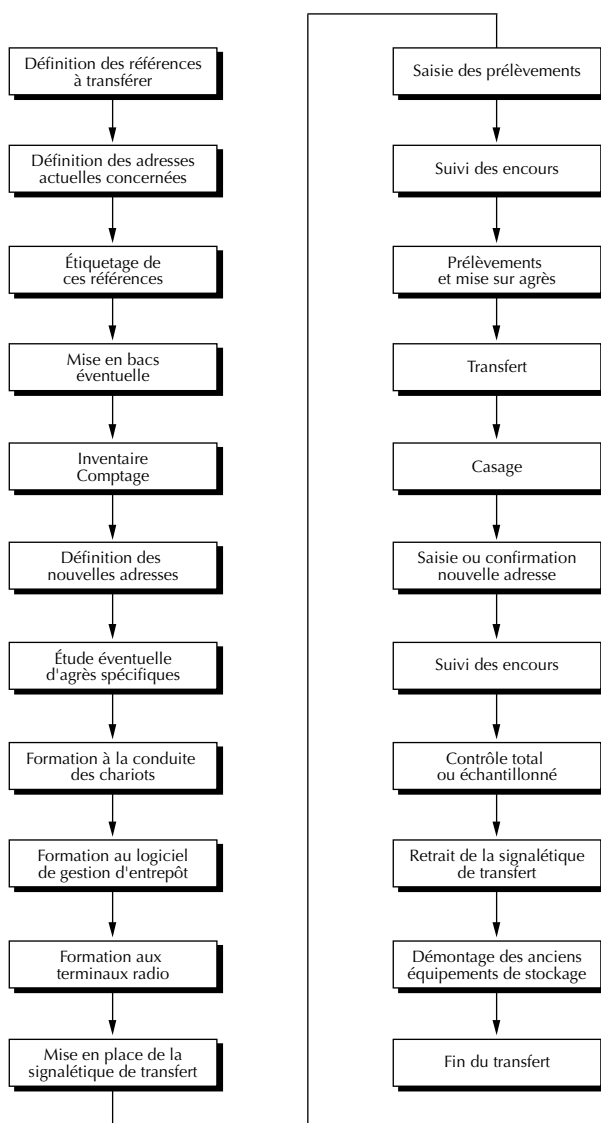 Définition des références
à transférer
Définition des adresses
actuelles concernées
Étiquetage de
ces références
Mise en bacs
éventuelle
Inventaire
Comptage
Définition des
nouvelles adresses
Étude éventuelle
d'agrès spécifiques
Formation à la conduite
des chariots
Formation au logiciel
de gestion d'entrepôt
Formation aux
terminaux radio
Mise en place de la
signalétique de transfert
Saisie des prélèvements
Suivi des encours
Prélèvements
et mise sur agrès
Transfert
Casage
Saisie ou confirmation
nouvelle adresse
Suivi des encours
Contrôle total
ou échantillonné
Retrait de la signalétique
de transfert
Démontage des anciens
équipements de stockage
Fin du transfert